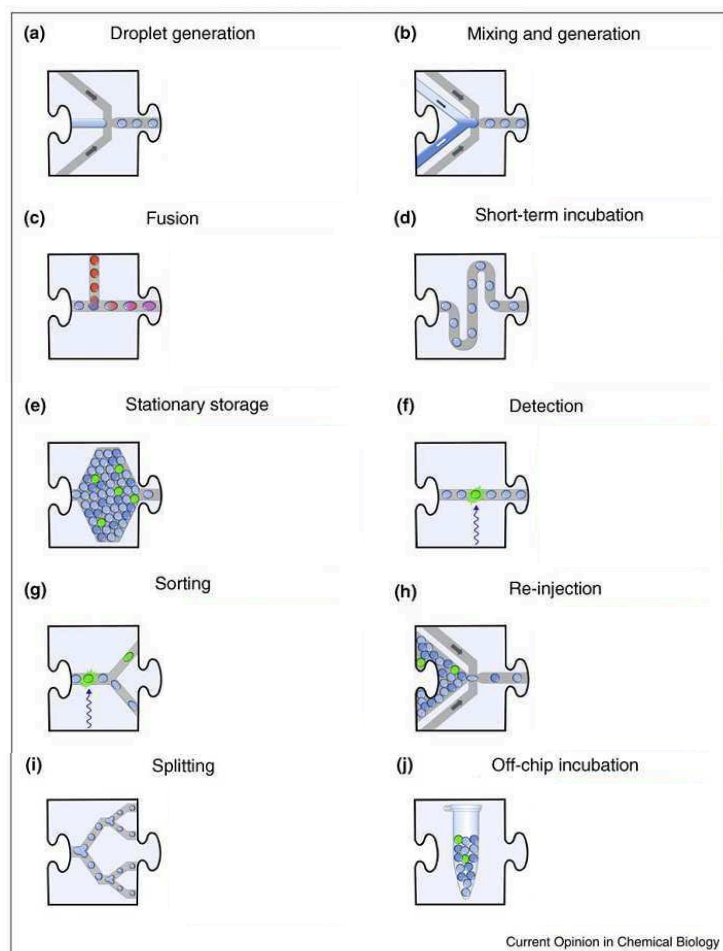 (a) Droplet generation
(b) Mixing and generation
(c) Fusion
(d) Short-term incubation
(e) Stationary storage
(f) Detection
(g) Sorting
(h) Re-injection
(i) Splitting
(j) Off-chip incubation
Current Opinion in Chemical Biology